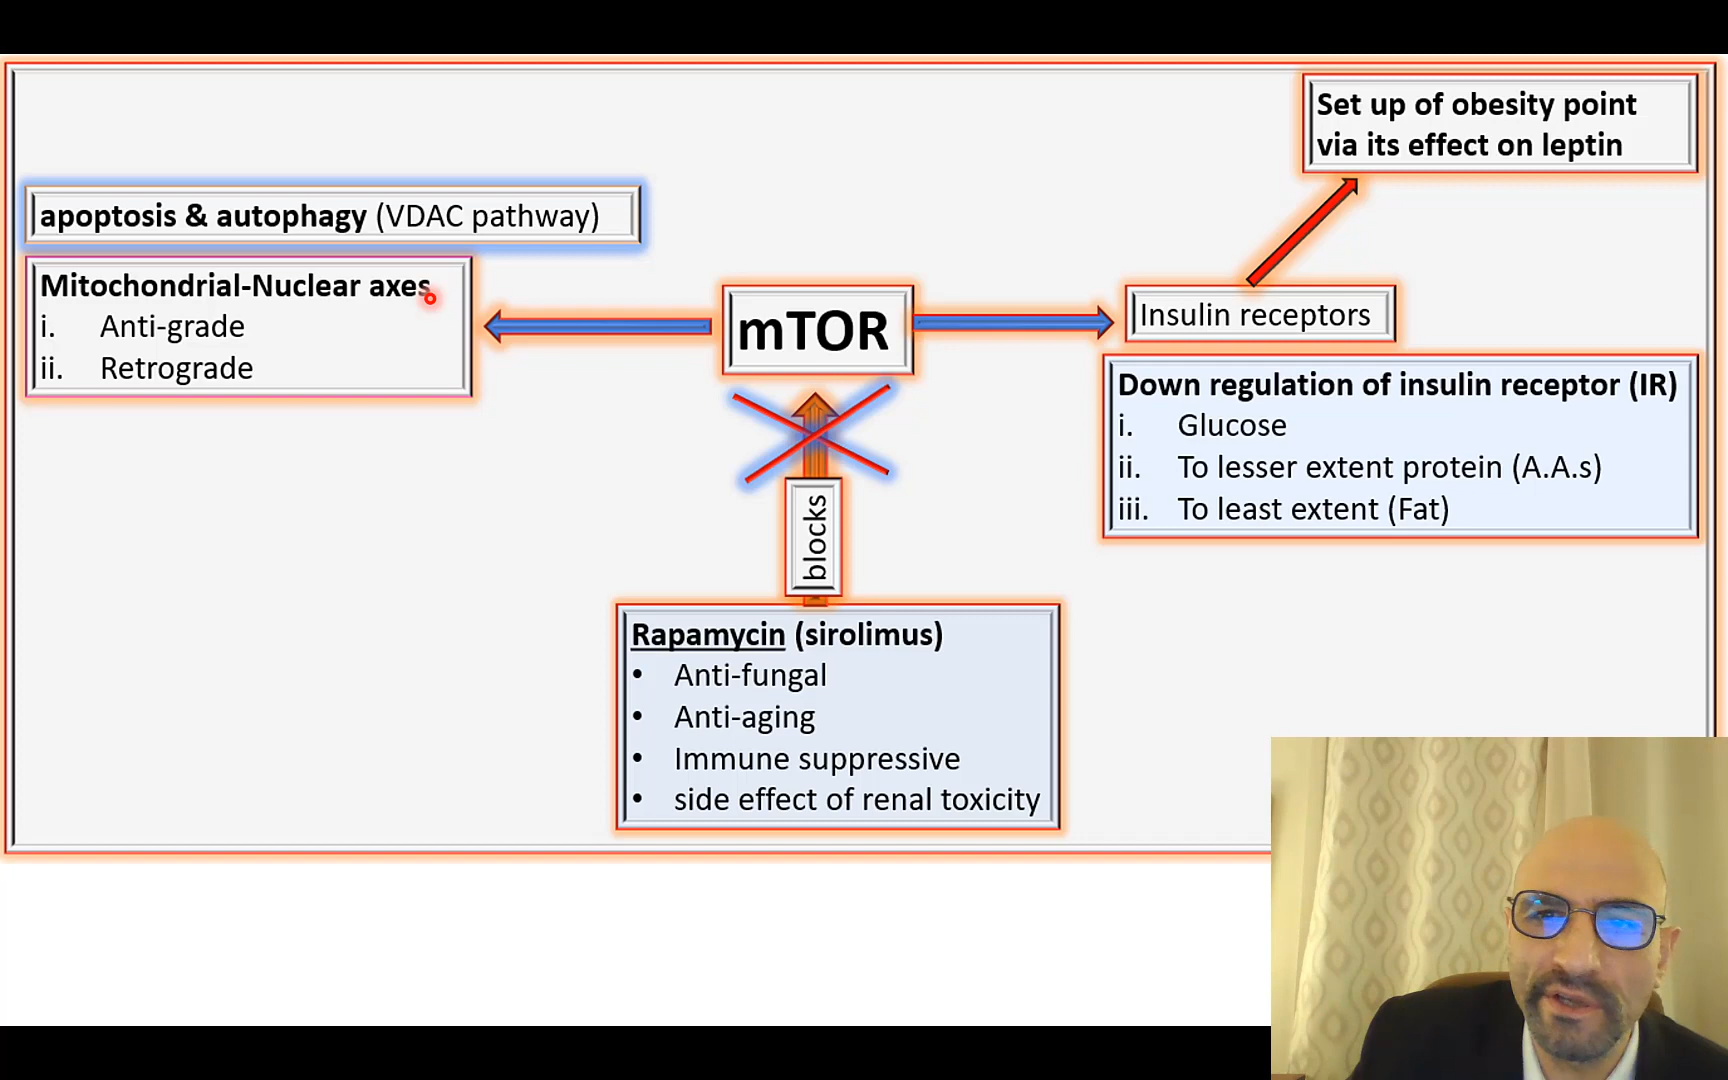 Set up of obesity point
via its effect on leptin
apoptosis & autophagy (VDAC pathway)
Mitochondrial-Nuclear axes
i. Anti-grade
ii. Retrograde
mTOR
Insulin receptors
Down regulation of insulin receptor (IR)
i. Glucose
ii. To lesser extent protein (A.A.s)
iii. To least extent (Fat)
blocks
Rapamycin (sirolimus)
• Anti-fungal
• Anti-aging
• Immune suppressive
• side effect of renal toxicity